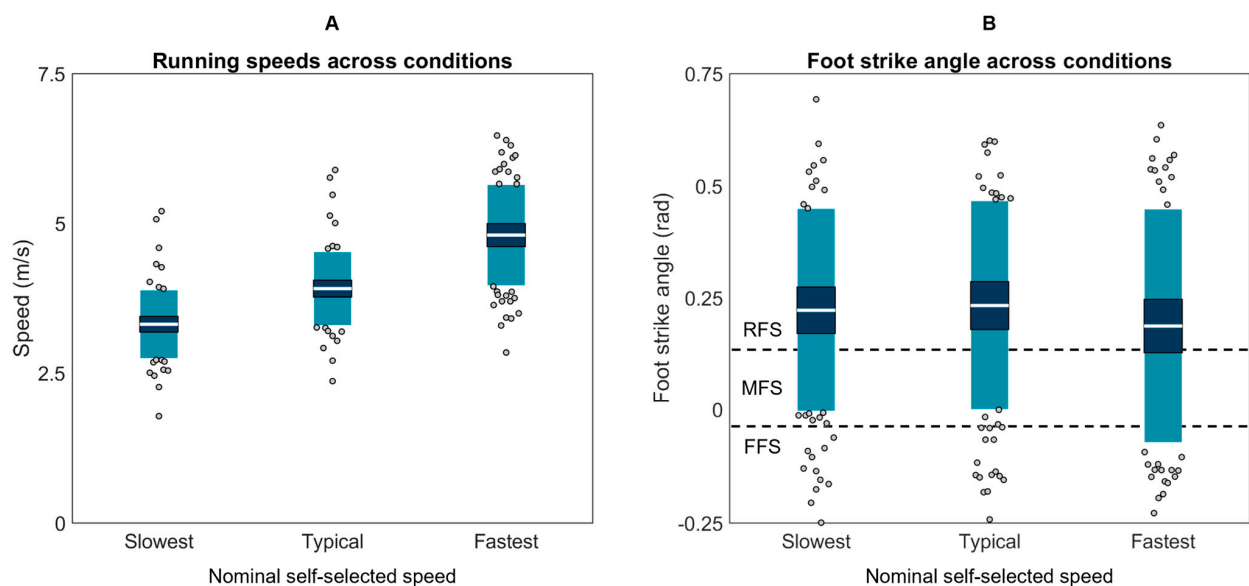 A
Running speeds across conditions
7.5
5
2.5
0
Speed (m/s)
Slowest
Typical
Fastest
Nominal self-selected speed
B
Foot strike angle across conditions
0.75
0.5
0.25
0
-0.25
Foot strike angle (rad)
RFS
MFS
FFS
Slowest
Typical
Fastest
Nominal self-selected speed